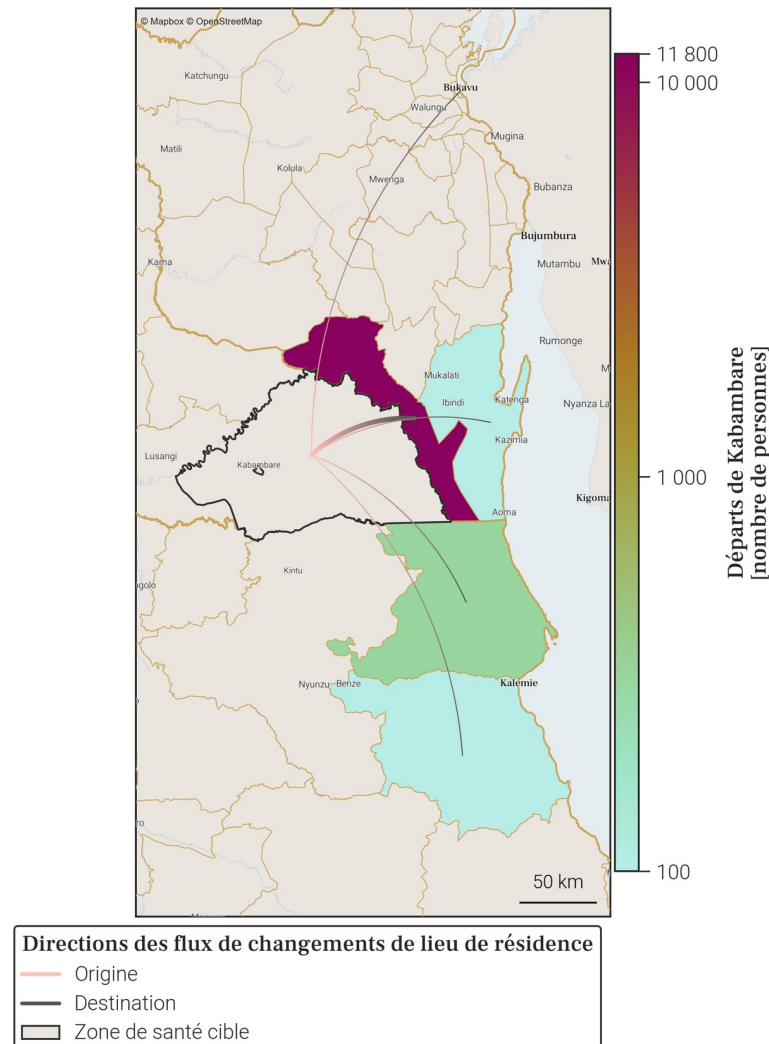 © Mapbox © OpenStreetMap
Katchungu
Bukavu
Walungu
Mugina
Matili
Kolula
Mwenga
Bubanza
Bujumbura
Kama
Mutambu
Mwa
Rumonge
Mukalati
M
Ibindi
Katenga
Nyanza La
Kazimia
Lusangi
Kabambare
Kigoma
Aoma
Kintu
ngolo
Nyunzu
Benze
Kalemie
ro
50 km
11 800
10 000
1 000
100
Départs de Kabambare
[nombre de personnes]
Directions des flux de changements de lieu de résidence
Origine
Destination
Zone de santé cible